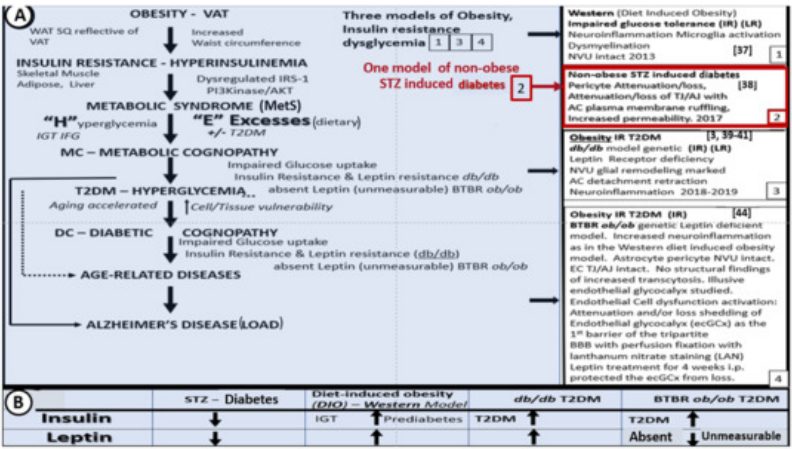 A
OBESITY - VAT
WAT SQ reflective of
VAT
Increased
Waist circumference
INSULIN RESISTANCE - HYPERINSULINEMIA
Skeletal Muscle
Adipose, Liver
Dysregulated IRS-1
PI3Kinase/AKT
METABOLIC SYNDROME (MetS)
"H"yperglycemia
IGT IFG
"E" Excesses (dietary)
+/- T2DM
MC – METABOLIC COGNOPATHY
Impaired Glucose uptake
Insulin Resistance & Leptin resistance db/db
T2DM – HYPERGLYCEMIA
absent Leptin (unmeasurable) BTBR ob/ob
Aging accelerated
Cell/Tissue vulnerability
DC – DIABETIC COGNOPATHY
Impaired Glucose uptake
Insulin Resistance & Leptin resistance (db/db)
absent Leptin (unmeasurable) BTBR ob/ob
AGE-RELATED DISEASES
ALZHEIMER'S DISEASE (LOAD)
Three models of Obesity,
Insulin resistance
dysglycemia 1 3 4
One model of non-obese
STZ induced diabetes 2
Western (Diet Induced Obesity)
Impaired glucose tolerance (IR) (LR)
Neuroinflammation Microglia activation
Dysmyelination
NVU intact 2013 [37]
1
Non-obese STZ induced diabetes
Pericyte Attenuation/loss, [38]
Attenuation/loss of TJ/AJ with
AC plasma membrane ruffling,
Increased permeability. 2017
2
Obesity IR T2DM [3, 39-41]
db/db model genetic (IR) (LR)
Leptin Receptor deficiency
NVU glial remodeling marked
AC detachment retraction
Neuroinflammation 2018-2019
3
Obesity IR T2DM (IR) [44]
BTBR ob/ob genetic Leptin deficient
model. Increased neuroinflammation
as in the Western diet induced obesity
model. Astrocyte pericyte NVU intact.
EC TJ/AJ intact. No structural findings
of increased transcytosis. Illusive
endothelial glycocalyx studied.
Endothelial Cell dysfunction activation:
Attenuation and/or loss shedding of
Endothelial glycocalyx (ecGCx) as the
1st barrier of the tripartite
BBB with perfusion fixation with
lanthanum nitrate staining (LAN)
Leptin treatment for 4 weeks i.p.
protected the ecGCx from loss.
4
B
STZ – Diabetes
Diet-induced obesity
(DIO) – Western Model
db/db T2DM
BTBR ob/ob T2DM
Insulin
IGT
Prediabetes
T2DM
T2DM
Leptin
Absent
Unmeasurable